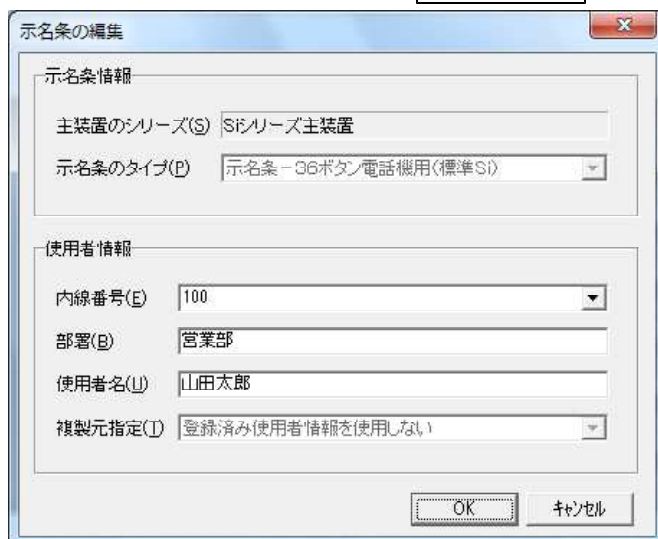 示名条の編集
示名条情報
主装置のシリーズ(S) Siシリーズ主装置
示名条のタイプ(P) 示名条－36ボタン電話機用(標準Si)
使用者情報
内線番号(E) 100
部署(B) 営業部
使用者名(U) 山田太郎
複製元指定(T) 登録済み使用者情報を使用しない
OK キャンセル